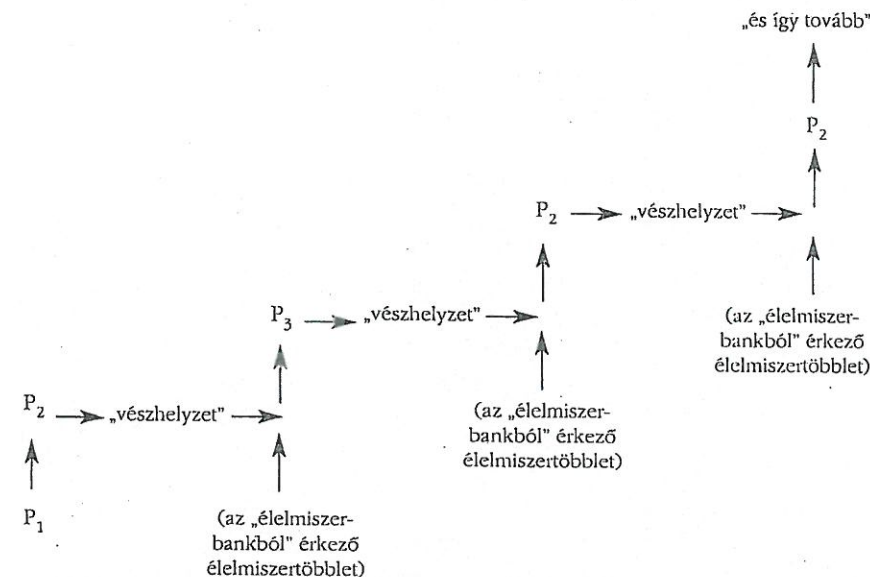 „és így tovább”
P₂
P₂ „vészhelyzet”
P₃ „vészhelyzet”
(az „élelmiszer-
bankból” érkező
élelmiszertöbblet)
P₂ „vészhelyzet”
(az „élelmiszer-
bankból” érkező
élelmiszertöbblet)
P₁
(az „élelmiszer-
bankból” érkező
élelmiszertöbblet)